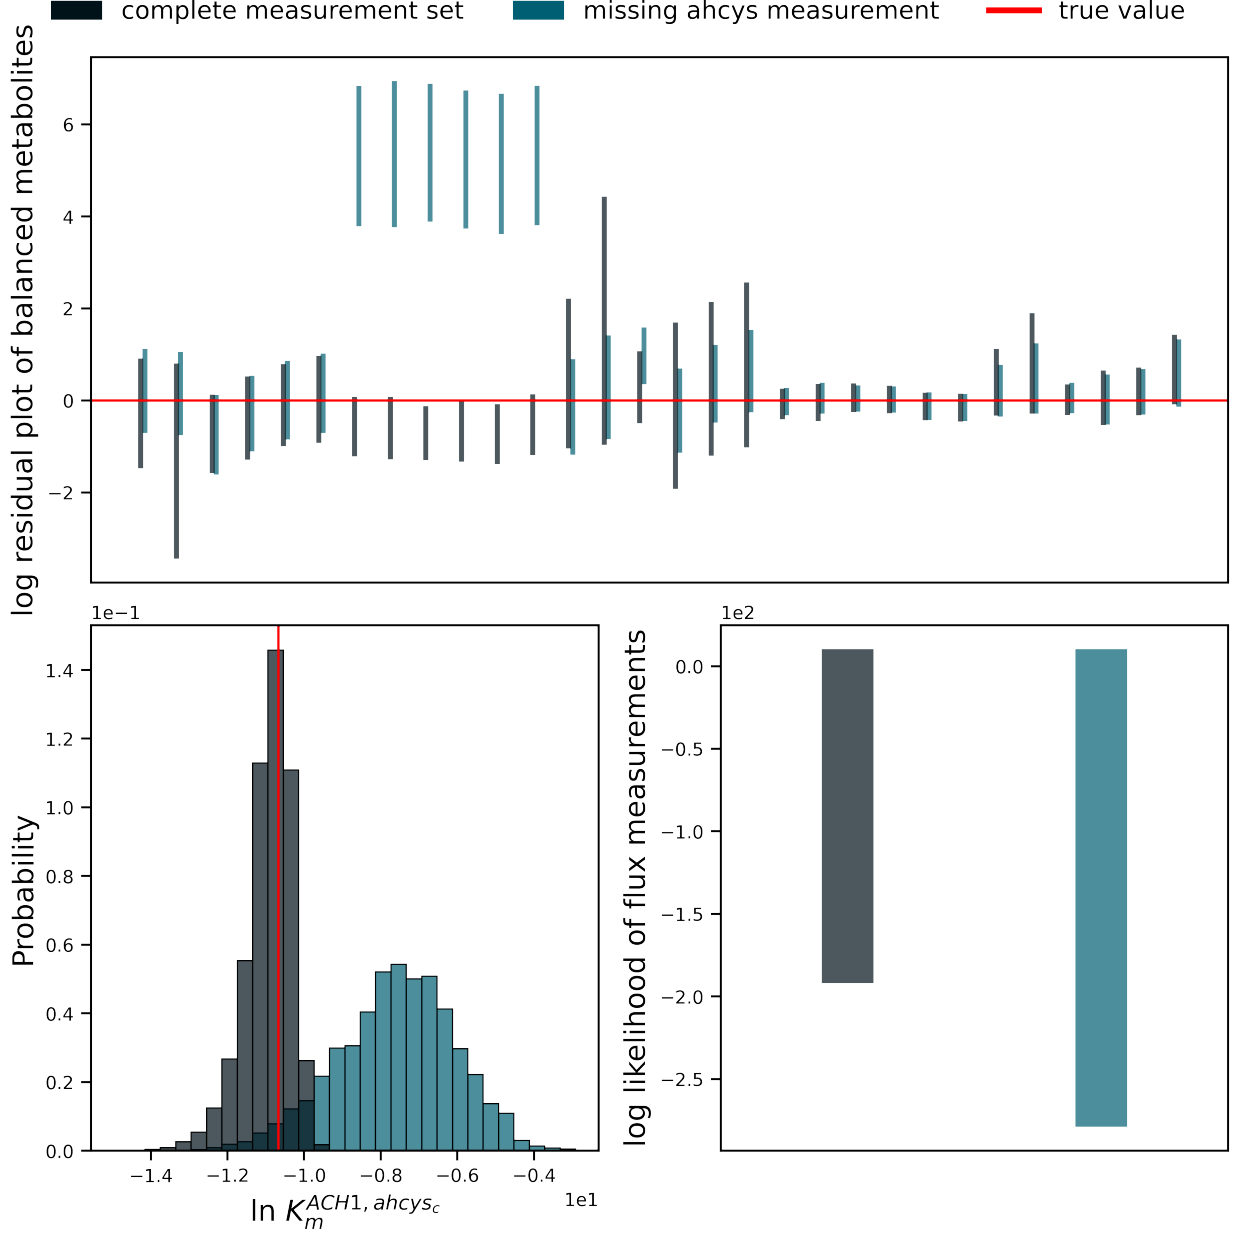 complete measurement set missing ahcys measurement true value
log residual plot of balanced metabolites
6
4
2
0
−2
1e−1
Probability
1.4
1.2
1.0
0.8
0.6
0.4
0.2
0.0
−1.4 −1.2 −1.0 −0.8 −0.6 −0.4
1e1
ln K_m^{ACH1, ahcys_c}
1e2
log likelihood of flux measurements
0.0
−0.5
−1.0
−1.5
−2.0
−2.5